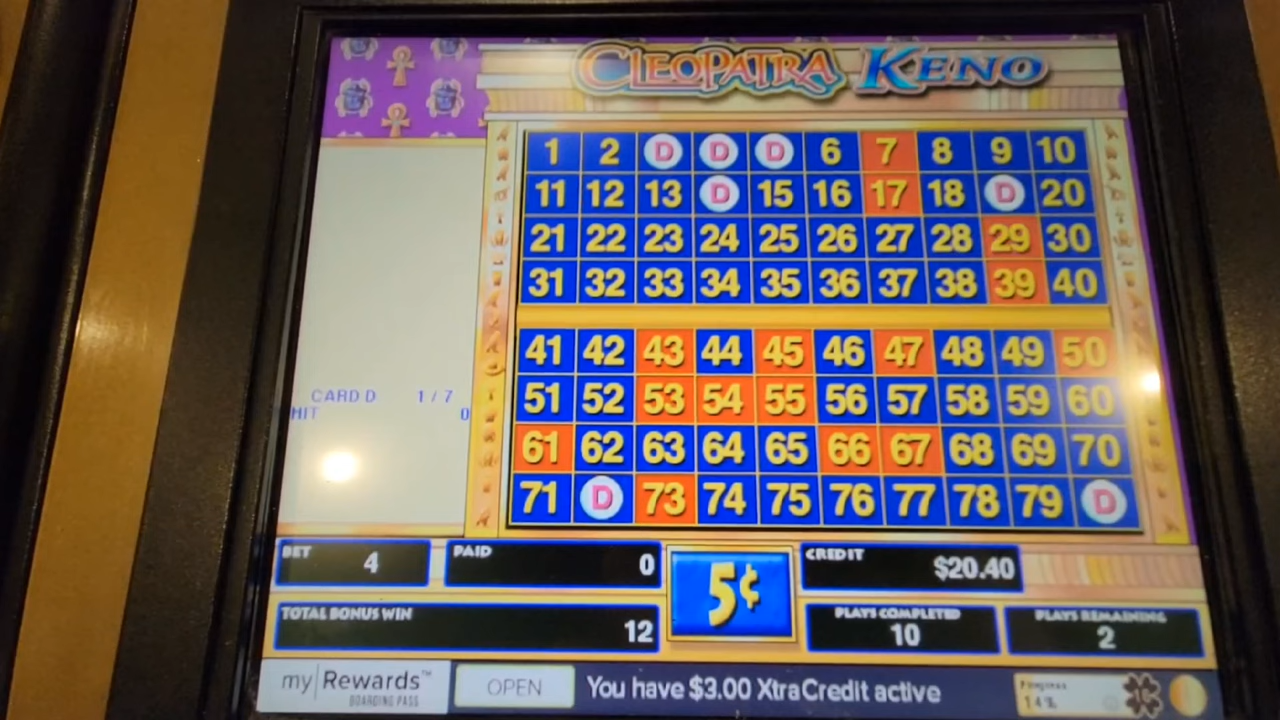 CLEOPATRA KENO
1 2 D D D 6 7 8 9 10
11 12 13 D 15 16 17 18 D 20
21 22 23 24 25 26 27 28 29 30
31 32 33 34 35 36 37 38 39 40
41 42 43 44 45 46 47 48 49 50
51 52 53 54 55 56 57 58 59 60
61 62 63 64 65 66 67 68 69 70
71 D 73 74 75 76 77 78 79 D
CARD D 1 / 7
HIT 0
BET 4
PAID 0
5¢
CREDIT $20.40
TOTAL BONUS WIN 12
PLAYS COMPLETED 10
PLAYS REMAINING 2
my|Rewards™
BOARDING PASS
OPEN
You have $3.00 XtraCredit active
Progress
14%